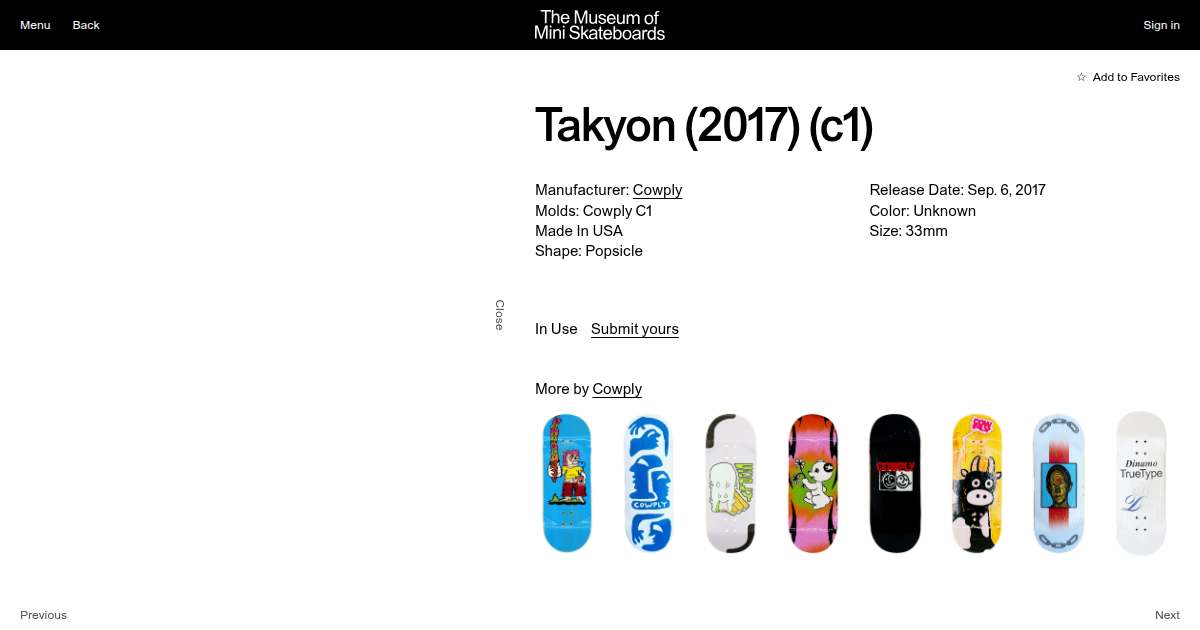 Menu
Back
The Museum of
Mini Skateboards
Sign in
☆ Add to Favorites
Takyon (2017) (c1)
Manufacturer: Cowply
Molds: Cowply C1
Made In USA
Shape: Popsicle
Release Date: Sep. 6, 2017
Color: Unknown
Size: 33mm
Close
In Use Submit yours
More by Cowply
COWPLY
Dinamo
TrueType
Previous
Next